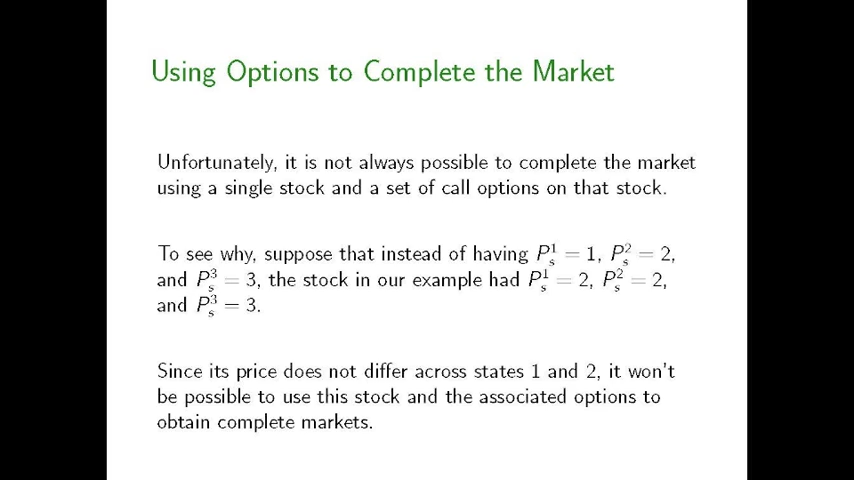 Using Options to Complete the Market
Unfortunately, it is not always possible to complete the market
using a single stock and a set of call options on that stock.
To see why, suppose that instead of having P_s^1 = 1, P_s^2 = 2,
and P_s^3 = 3, the stock in our example had P_s^1 = 2, P_s^2 = 2,
and P_s^3 = 3.
Since its price does not differ across states 1 and 2, it won't
be possible to use this stock and the associated options to
obtain complete markets.